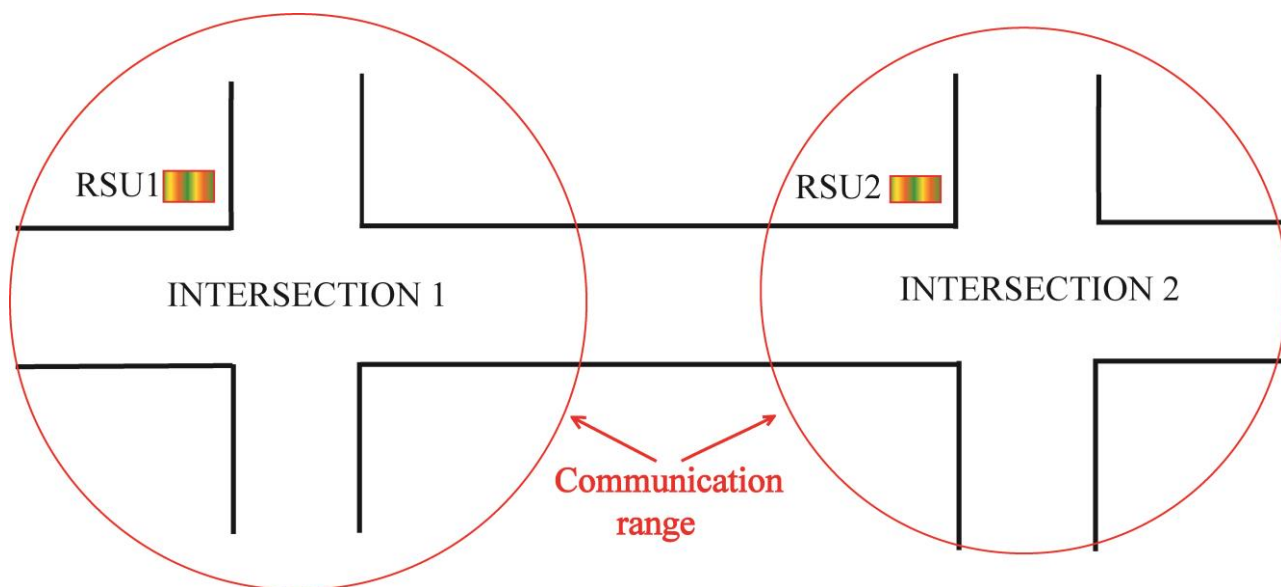 RSU1
RSU2
INTERSECTION 1
INTERSECTION 2
Communication
range